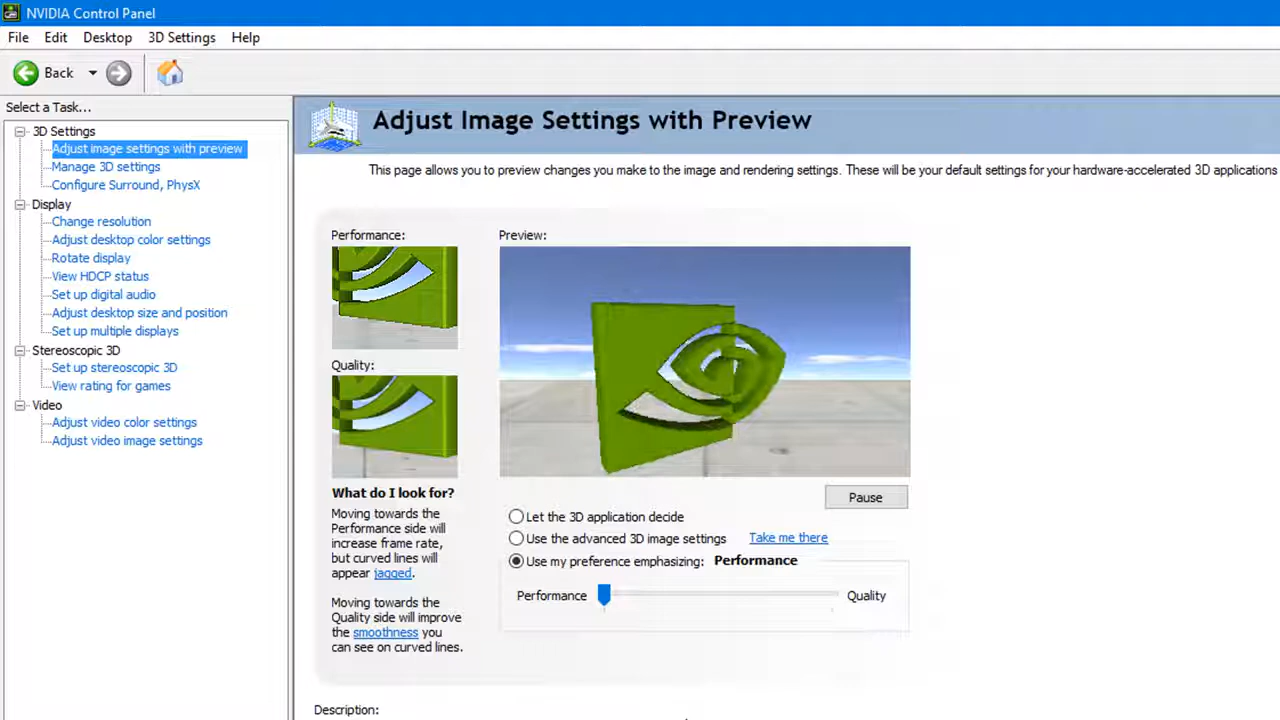 NVIDIA Control Panel
File Edit Desktop 3D Settings Help
Back
Select a Task...
3D Settings
Adjust image settings with preview
Manage 3D settings
Configure Surround, PhysX
Display
Change resolution
Adjust desktop color settings
Rotate display
View HDCP status
Set up digital audio
Adjust desktop size and position
Set up multiple displays
Stereoscopic 3D
Set up stereoscopic 3D
View rating for games
Video
Adjust video color settings
Adjust video image settings
Adjust Image Settings with Preview
This page allows you to preview changes you make to the image and rendering settings. These will be your default settings for your hardware-accelerated 3D applications
Performance:
Quality:
What do I look for?
Moving towards the
Performance side will
increase frame rate,
but curved lines will
appear jagged.
Moving towards the
Quality side will improve
the smoothness you
can see on curved lines.
Preview:
Pause
Let the 3D application decide
Use the advanced 3D image settings Take me there
Use my preference emphasizing: Performance
Performance Quality
Description: